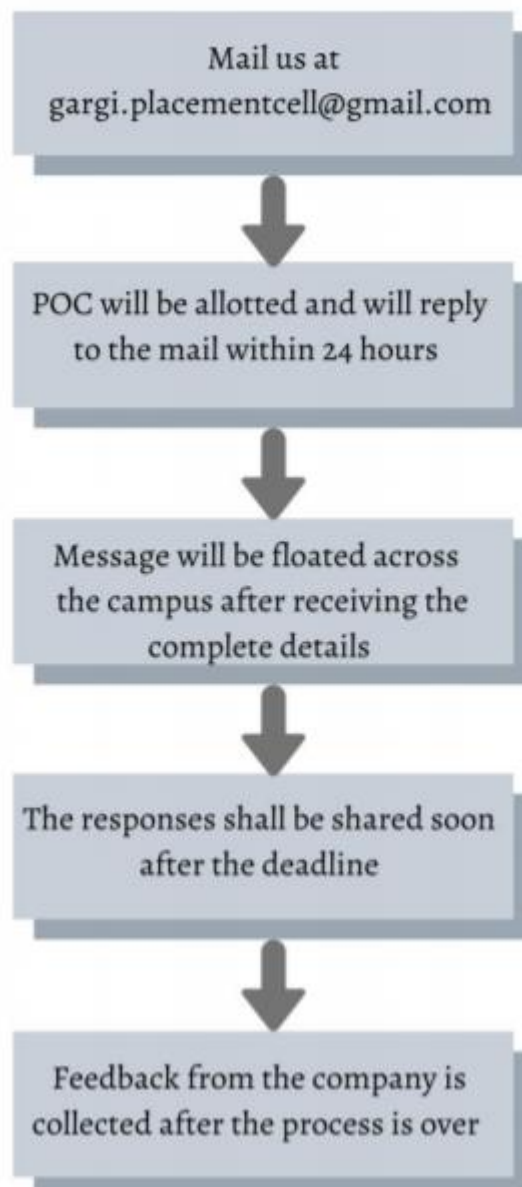 Mail us at
gargi.placementcell@gmail.com
POC will be allotted and will reply
to the mail within 24 hours
Message will be floated across
the campus after receiving the
complete details
The responses shall be shared soon
after the deadline
Feedback from the company is
collected after the process is over